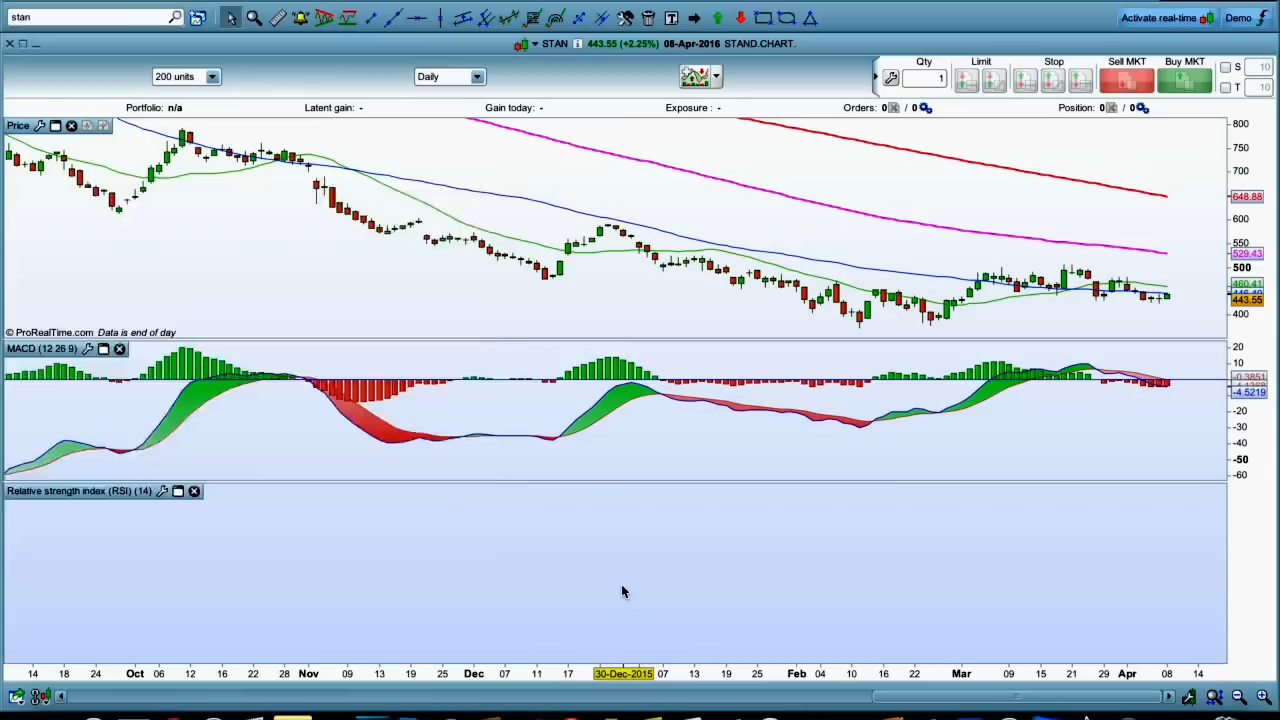 stan
Activate real-time Demo
STAN 443.55 (+2.25%) 08-Apr-2016 STAND.CHART.
200 units Daily Qty Limit Stop Sell MKT Buy MKT S 10
1 T 10
Portfolio: n/a Latent gain: - Gain today: - Exposure : - Orders: 0 / 0 Position: 0 / 0
Price
800
750
700
648.88
600
550
529.43
500
460.41
443.55
400
© ProRealTime.com Data is end of day
MACD (12 26 9)
20
10
-0.3851
-4.5219
-20
-30
-40
-50
-60
Relative strength index (RSI) (14)
14 18 24 Oct 06 12 16 22 28 Nov 09 13 19 25 Dec 07 11 17 30-Dec-2015 07 13 19 25 Feb 04 10 16 22 Mar 09 15 21 29 Apr 08 14